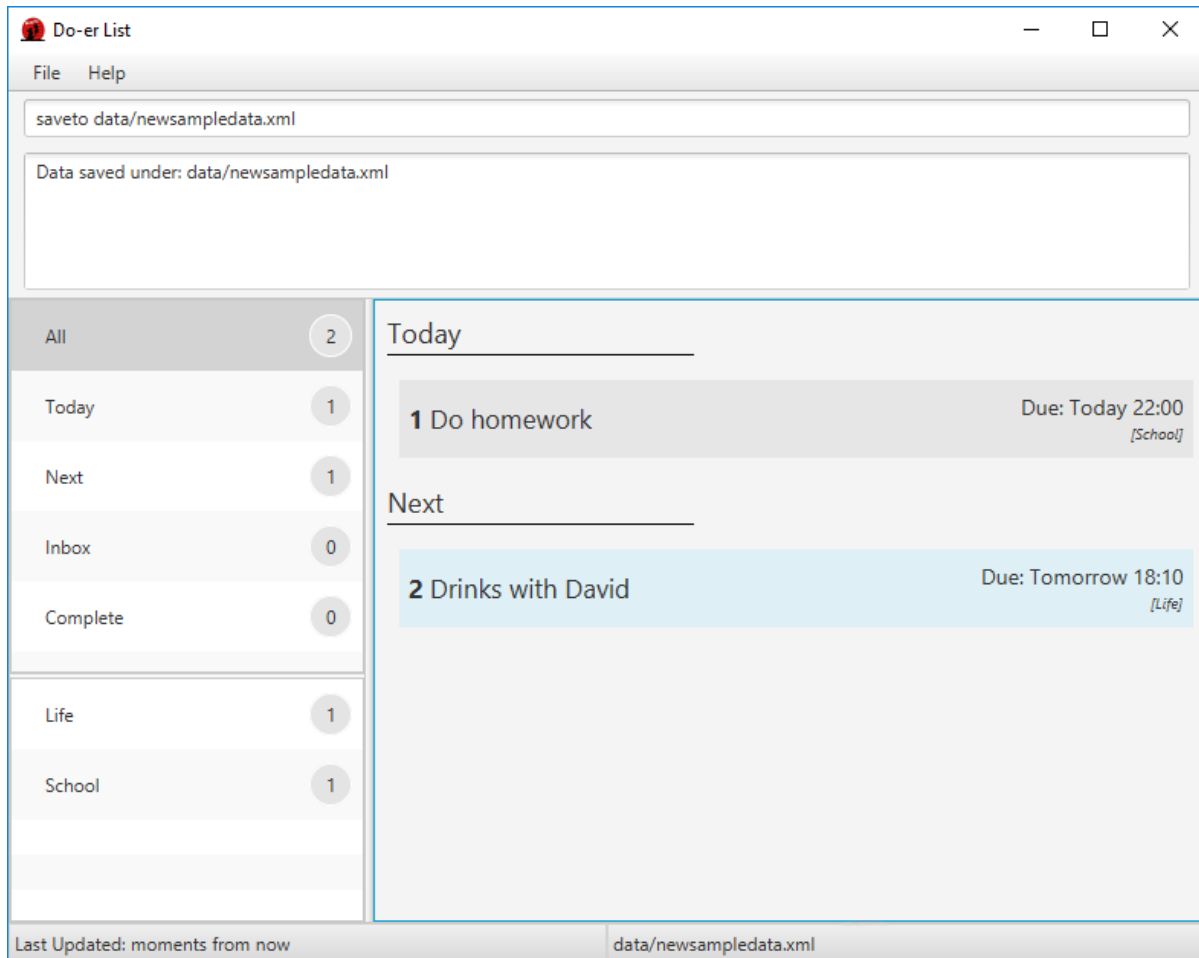 Do-er List
File Help
saveto data/newsampledata.xml
Data saved under: data/newsampledata.xml
All 2
Today 1
Next 1
Inbox 0
Complete 0
Life 1
School 1
Today
1 Do homework
Due: Today 22:00
[School]
Next
2 Drinks with David
Due: Tomorrow 18:10
[Life]
Last Updated: moments from now
data/newsampledata.xml